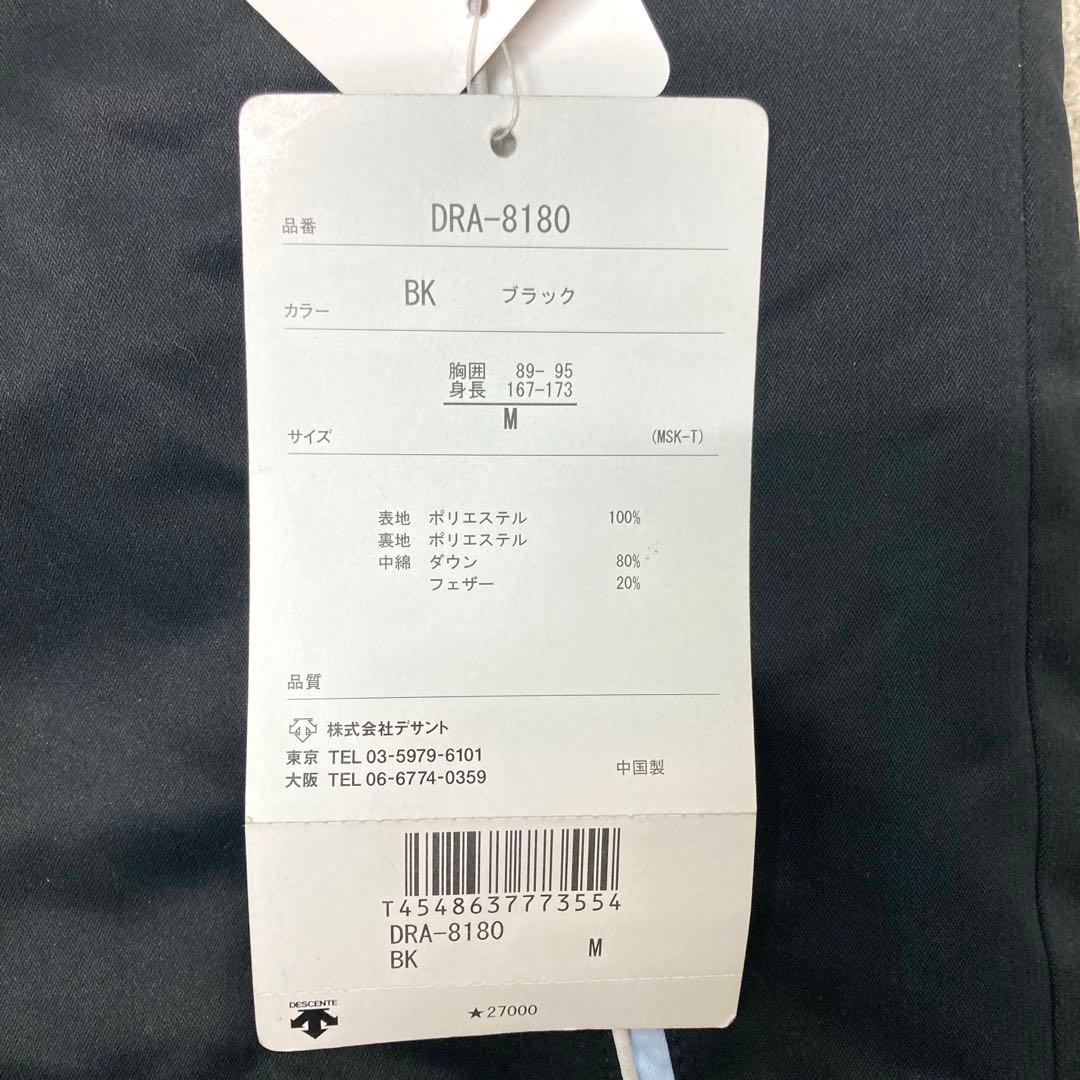 品番 DRA-8180
カラー BK ブラック
胸囲 89- 95
身長 167-173
M
サイズ (MSK-T)
表地 ポリエステル 100%
裏地 ポリエステル
中綿 ダウン 80%
フェザー 20%
品質
株式会社デサント
東京 TEL 03-5979-6101
大阪 TEL 06-6774-0359
中国製
T4548637773554
DRA-8180
BK M
DESCENTE
★27000